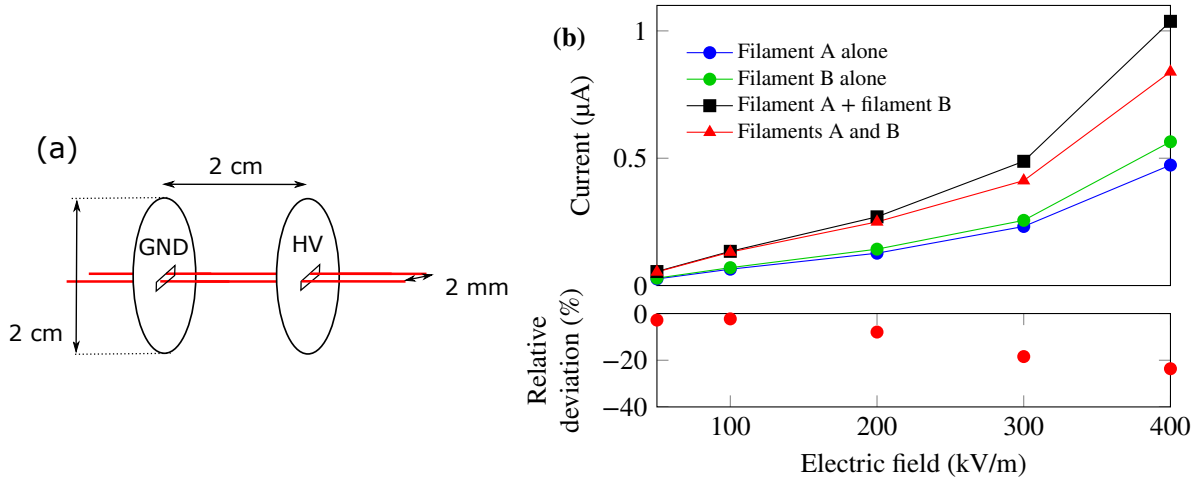 (a)
2 cm
GND
HV
2 mm
2 cm
(b)
Filament A alone
Filament B alone
Filament A + filament B
Filaments A and B
Current (μA)
1
0.5
0
Relative
deviation (%)
0
−20
−40
100 200 300 400
Electric field (kV/m)